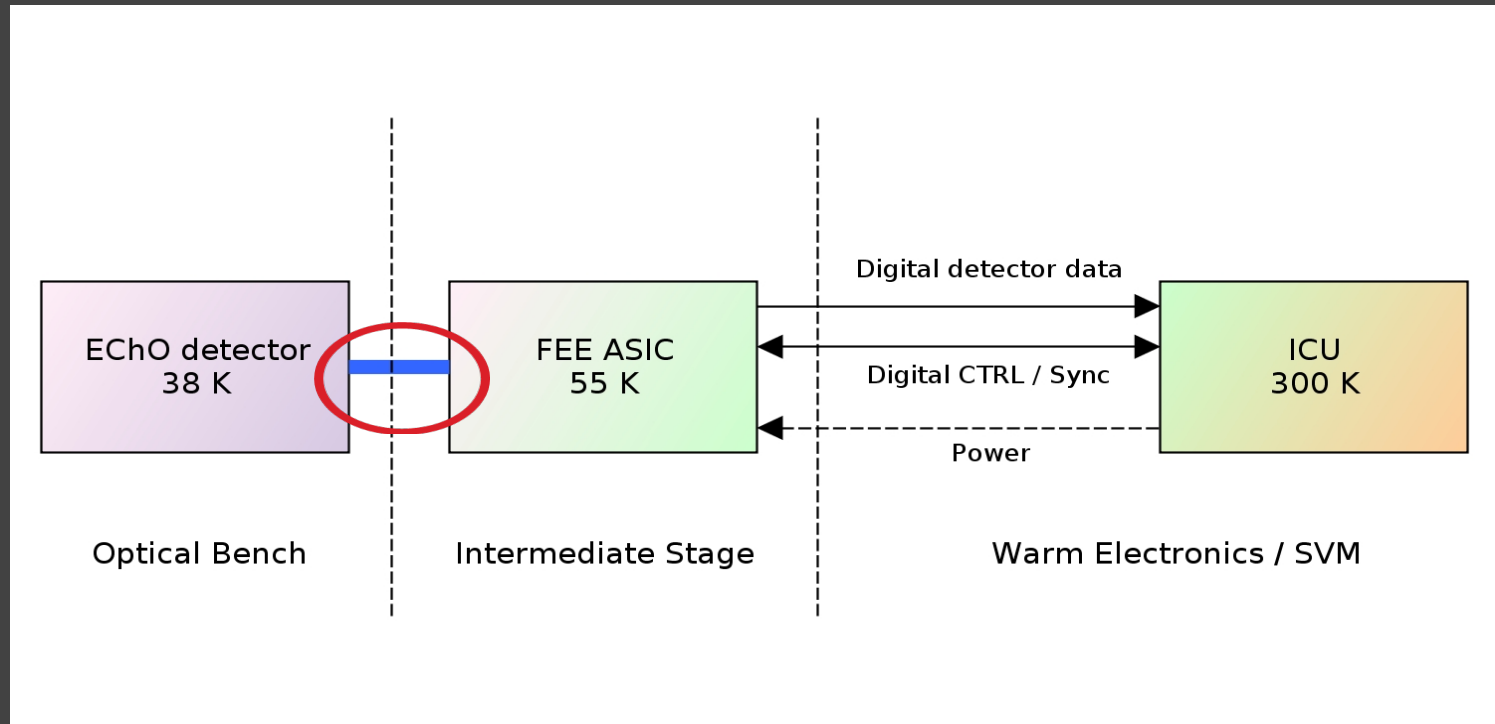 Digital detector data
EChO detector
38 K
FEE ASIC
55 K
ICU
300 K
Digital CTRL / Sync
Power
Optical Bench
Intermediate Stage
Warm Electronics / SVM